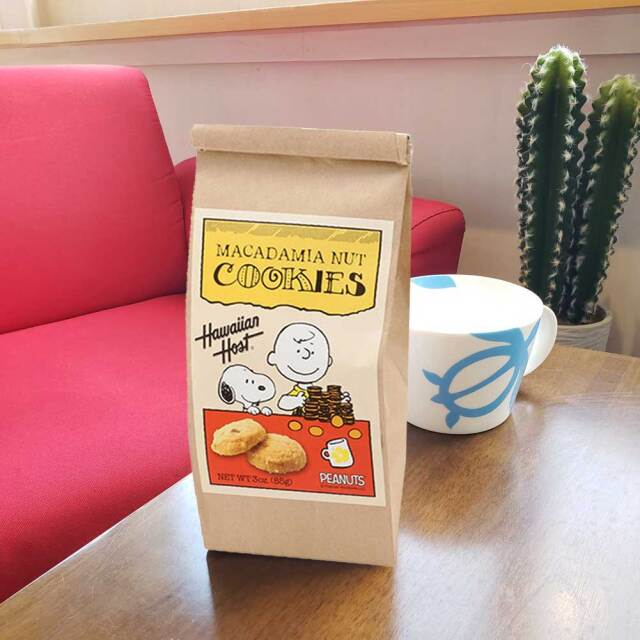 MACADAMIA NUT
COOKIES
Hawaiian
Host®
NET WT 3oz. (85g)
PEANUTS